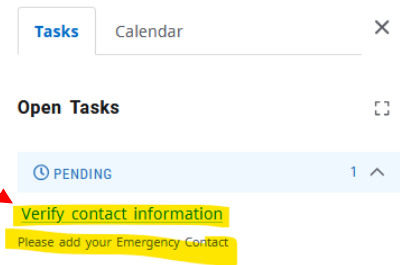 Tasks Calendar
Open Tasks
PENDING 1
Verify contact information
Please add your Emergency Contact